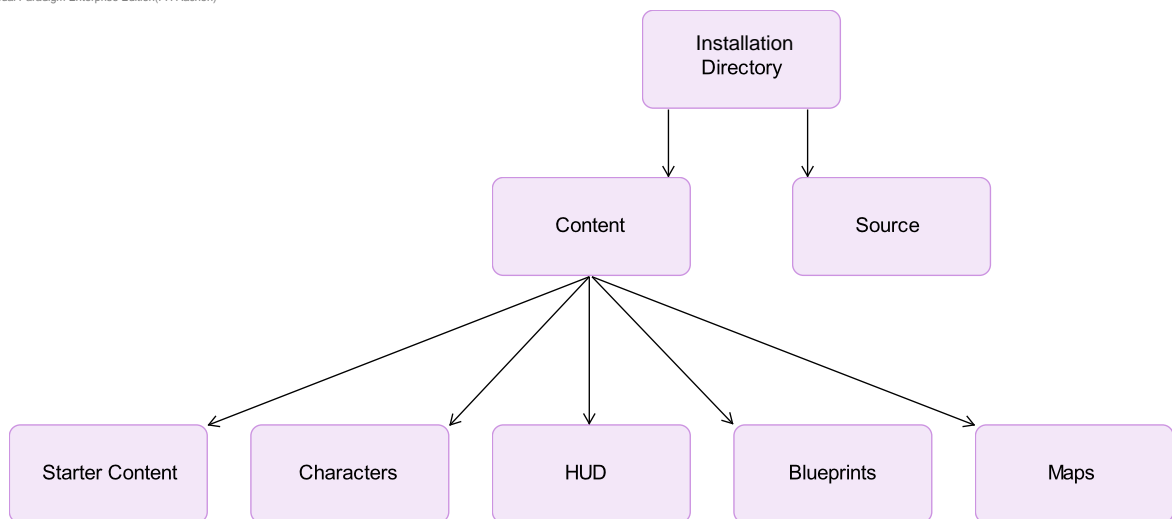 Installation
Directory
Content
Source
Starter Content
Characters
HUD
Blueprints
Maps